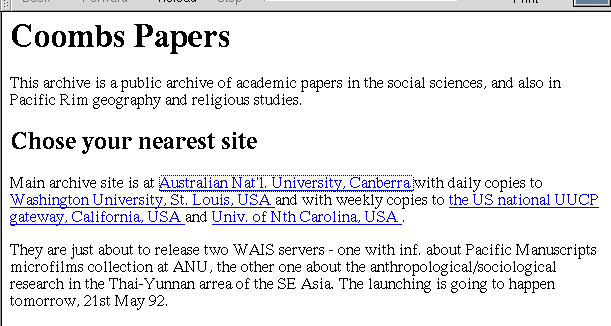 Back Forward Reload Stop Print
Coombs Papers
This archive is a public archive of academic papers in the social sciences, and also in
Pacific Rim geography and religious studies.
Chose your nearest site
Main archive site is at Australian Nat'l. University, Canberra with daily copies to
Washington University, St. Louis, USA and with weekly copies to the US national UUCP
gateway, California, USA and Univ. of Nth Carolina, USA .
They are just about to release two WAIS servers - one with inf. about Pacific Manuscripts
microfilms collection at ANU, the other one about the anthropological/sociological
research in the Thai-Yunnan arrea of the SE Asia. The launching is going to happen
tomorrow, 21st May 92.